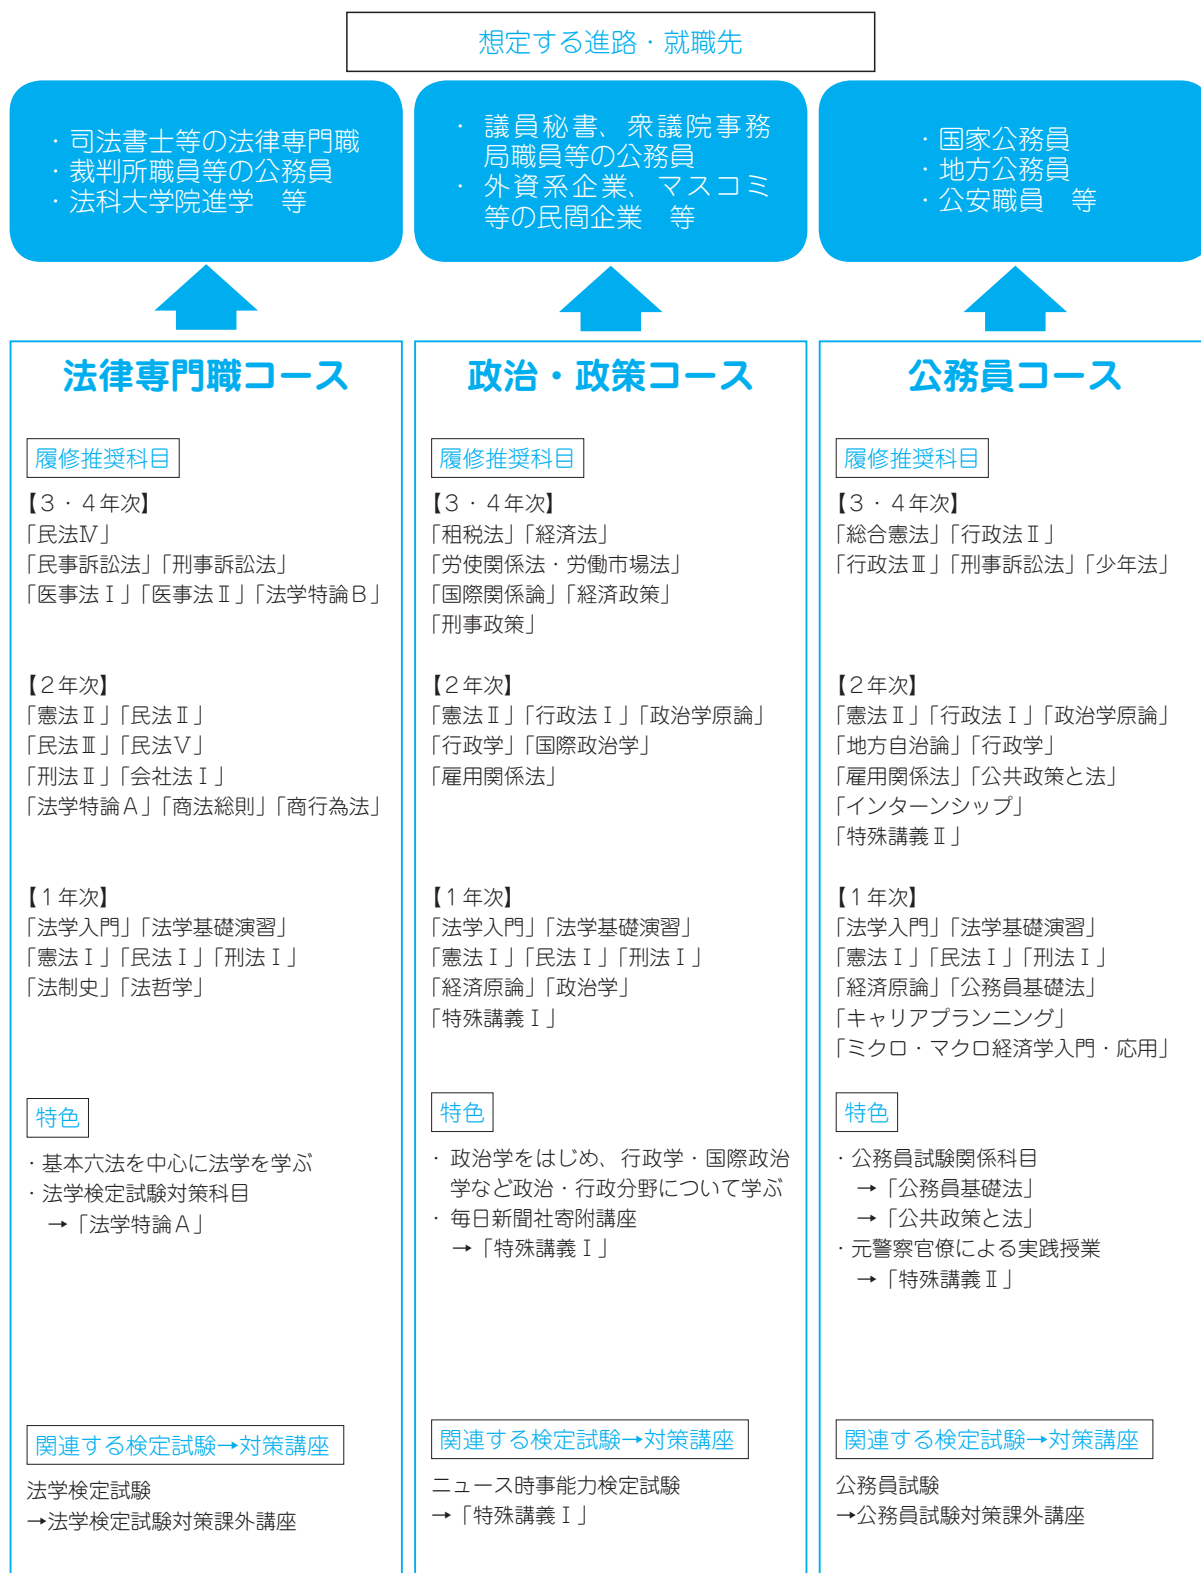 想定する進路・就職先
・司法書士等の法律専門職
・裁判所職員等の公務員
・法科大学院進学　等
・議員秘書、衆議院事務
局職員等の公務員
・外資系企業、マスコミ
等の民間企業　等
・国家公務員
・地方公務員
・公安職員　等
法律専門職コース
履修推奨科目
【３・４年次】
「民法Ⅳ」
「民事訴訟法」「刑事訴訟法」
「医事法Ⅰ」「医事法Ⅱ」「法学特論Ｂ」
【２年次】
「憲法Ⅱ」「民法Ⅱ」
「民法Ⅲ」「民法Ⅴ」
「刑法Ⅱ」「会社法Ⅰ」
「法学特論Ａ」「商法総則」「商行為法」
【１年次】
「法学入門」「法学基礎演習」
「憲法Ⅰ」「民法Ⅰ」「刑法Ⅰ」
「法制史」「法哲学」
特色
・基本六法を中心に法学を学ぶ
・法学検定試験対策科目
→「法学特論Ａ」
関連する検定試験→対策講座
法学検定試験
→法学検定試験対策課外講座
政治・政策コース
履修推奨科目
【３・４年次】
「租税法」「経済法」
「労使関係法・労働市場法」
「国際関係論」「経済政策」
「刑事政策」
【２年次】
「憲法Ⅱ」「行政法Ⅰ」「政治学原論」
「行政学」「国際政治学」
「雇用関係法」
【１年次】
「法学入門」「法学基礎演習」
「憲法Ⅰ」「民法Ⅰ」「刑法Ⅰ」
「経済原論」「政治学」
「特殊講義Ⅰ」
特色
・政治学をはじめ、行政学・国際政治
学など政治・行政分野について学ぶ
・毎日新聞社寄附講座
→「特殊講義Ⅰ」
関連する検定試験→対策講座
ニュース時事能力検定試験
→「特殊講義Ⅰ」
公務員コース
履修推奨科目
【３・４年次】
「総合憲法」「行政法Ⅱ」
「行政法Ⅲ」「刑事訴訟法」「少年法」
【２年次】
「憲法Ⅱ」「行政法Ⅰ」「政治学原論」
「地方自治論」「行政学」
「雇用関係法」「公共政策と法」
「インターンシップ」
「特殊講義Ⅱ」
【１年次】
「法学入門」「法学基礎演習」
「憲法Ⅰ」「民法Ⅰ」「刑法Ⅰ」
「経済原論」「公務員基礎法」
「キャリアプランニング」
「ミクロ・マクロ経済学入門・応用」
特色
・公務員試験関係科目
→「公務員基礎法」
→「公共政策と法」
・元警察官僚による実践授業
→「特殊講義Ⅱ」
関連する検定試験→対策講座
公務員試験
→公務員試験対策課外講座